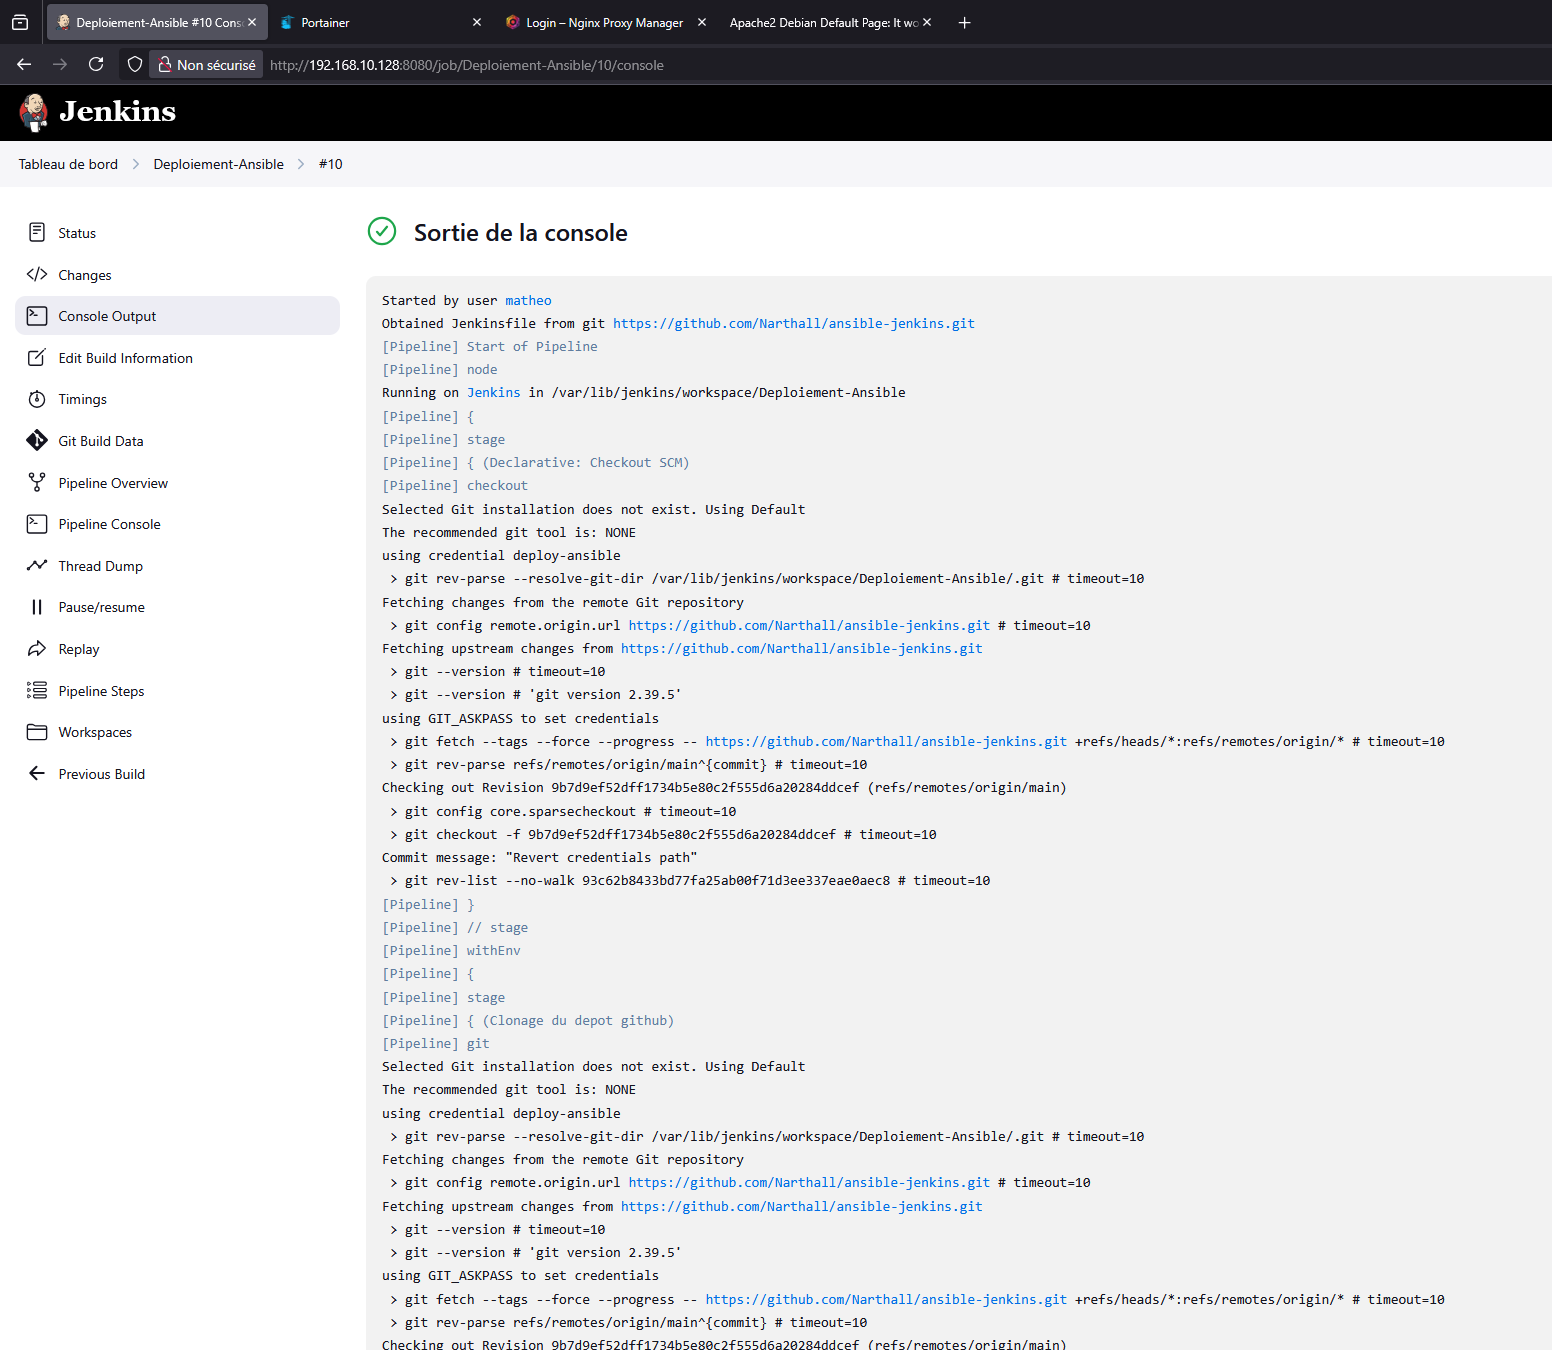 Deploiement-Ansible #10 Cons
Portainer
Login – Nginx Proxy Manager
Apache2 Debian Default Page: It wo
Non sécurisé
http://192.168.10.128:8080/job/Deploiement-Ansible/10/console
Jenkins
Tableau de bord
Deploiement-Ansible
#10
Status
Changes
Console Output
Edit Build Information
Timings
Git Build Data
Pipeline Overview
Pipeline Console
Thread Dump
Pause/resume
Replay
Pipeline Steps
Workspaces
Previous Build
Sortie de la console
Started by user matheo
Obtained Jenkinsfile from git https://github.com/Narthall/ansible-jenkins.git
[Pipeline] Start of Pipeline
[Pipeline] node
Running on Jenkins in /var/lib/jenkins/workspace/Deploiement-Ansible
[Pipeline] {
[Pipeline] stage
[Pipeline] { (Declarative: Checkout SCM)
[Pipeline] checkout
Selected Git installation does not exist. Using Default
The recommended git tool is: NONE
using credential deploy-ansible
> git rev-parse --resolve-git-dir /var/lib/jenkins/workspace/Deploiement-Ansible/.git # timeout=10
Fetching changes from the remote Git repository
> git config remote.origin.url https://github.com/Narthall/ansible-jenkins.git # timeout=10
Fetching upstream changes from https://github.com/Narthall/ansible-jenkins.git
> git --version # timeout=10
> git --version # 'git version 2.39.5'
using GIT_ASKPASS to set credentials
> git fetch --tags --force --progress -- https://github.com/Narthall/ansible-jenkins.git +refs/heads/*:refs/remotes/origin/* # timeout=10
> git rev-parse refs/remotes/origin/main^{commit} # timeout=10
Checking out Revision 9b7d9ef52dff1734b5e80c2f555d6a20284ddcef (refs/remotes/origin/main)
> git config core.sparsecheckout # timeout=10
> git checkout -f 9b7d9ef52dff1734b5e80c2f555d6a20284ddcef # timeout=10
Commit message: "Revert credentials path"
> git rev-list --no-walk 93c62b8433bd77fa25ab00f71d3ee337eae0aec8 # timeout=10
[Pipeline] }
[Pipeline] // stage
[Pipeline] withEnv
[Pipeline] {
[Pipeline] stage
[Pipeline] { (Clonage du depot github)
[Pipeline] git
Selected Git installation does not exist. Using Default
The recommended git tool is: NONE
using credential deploy-ansible
> git rev-parse --resolve-git-dir /var/lib/jenkins/workspace/Deploiement-Ansible/.git # timeout=10
Fetching changes from the remote Git repository
> git config remote.origin.url https://github.com/Narthall/ansible-jenkins.git # timeout=10
Fetching upstream changes from https://github.com/Narthall/ansible-jenkins.git
> git --version # timeout=10
> git --version # 'git version 2.39.5'
using GIT_ASKPASS to set credentials
> git fetch --tags --force --progress -- https://github.com/Narthall/ansible-jenkins.git +refs/heads/*:refs/remotes/origin/* # timeout=10
> git rev-parse refs/remotes/origin/main^{commit} # timeout=10
Checking out Revision 9b7d9ef52dff1734b5e80c2f555d6a20284ddcef (refs/remotes/origin/main)